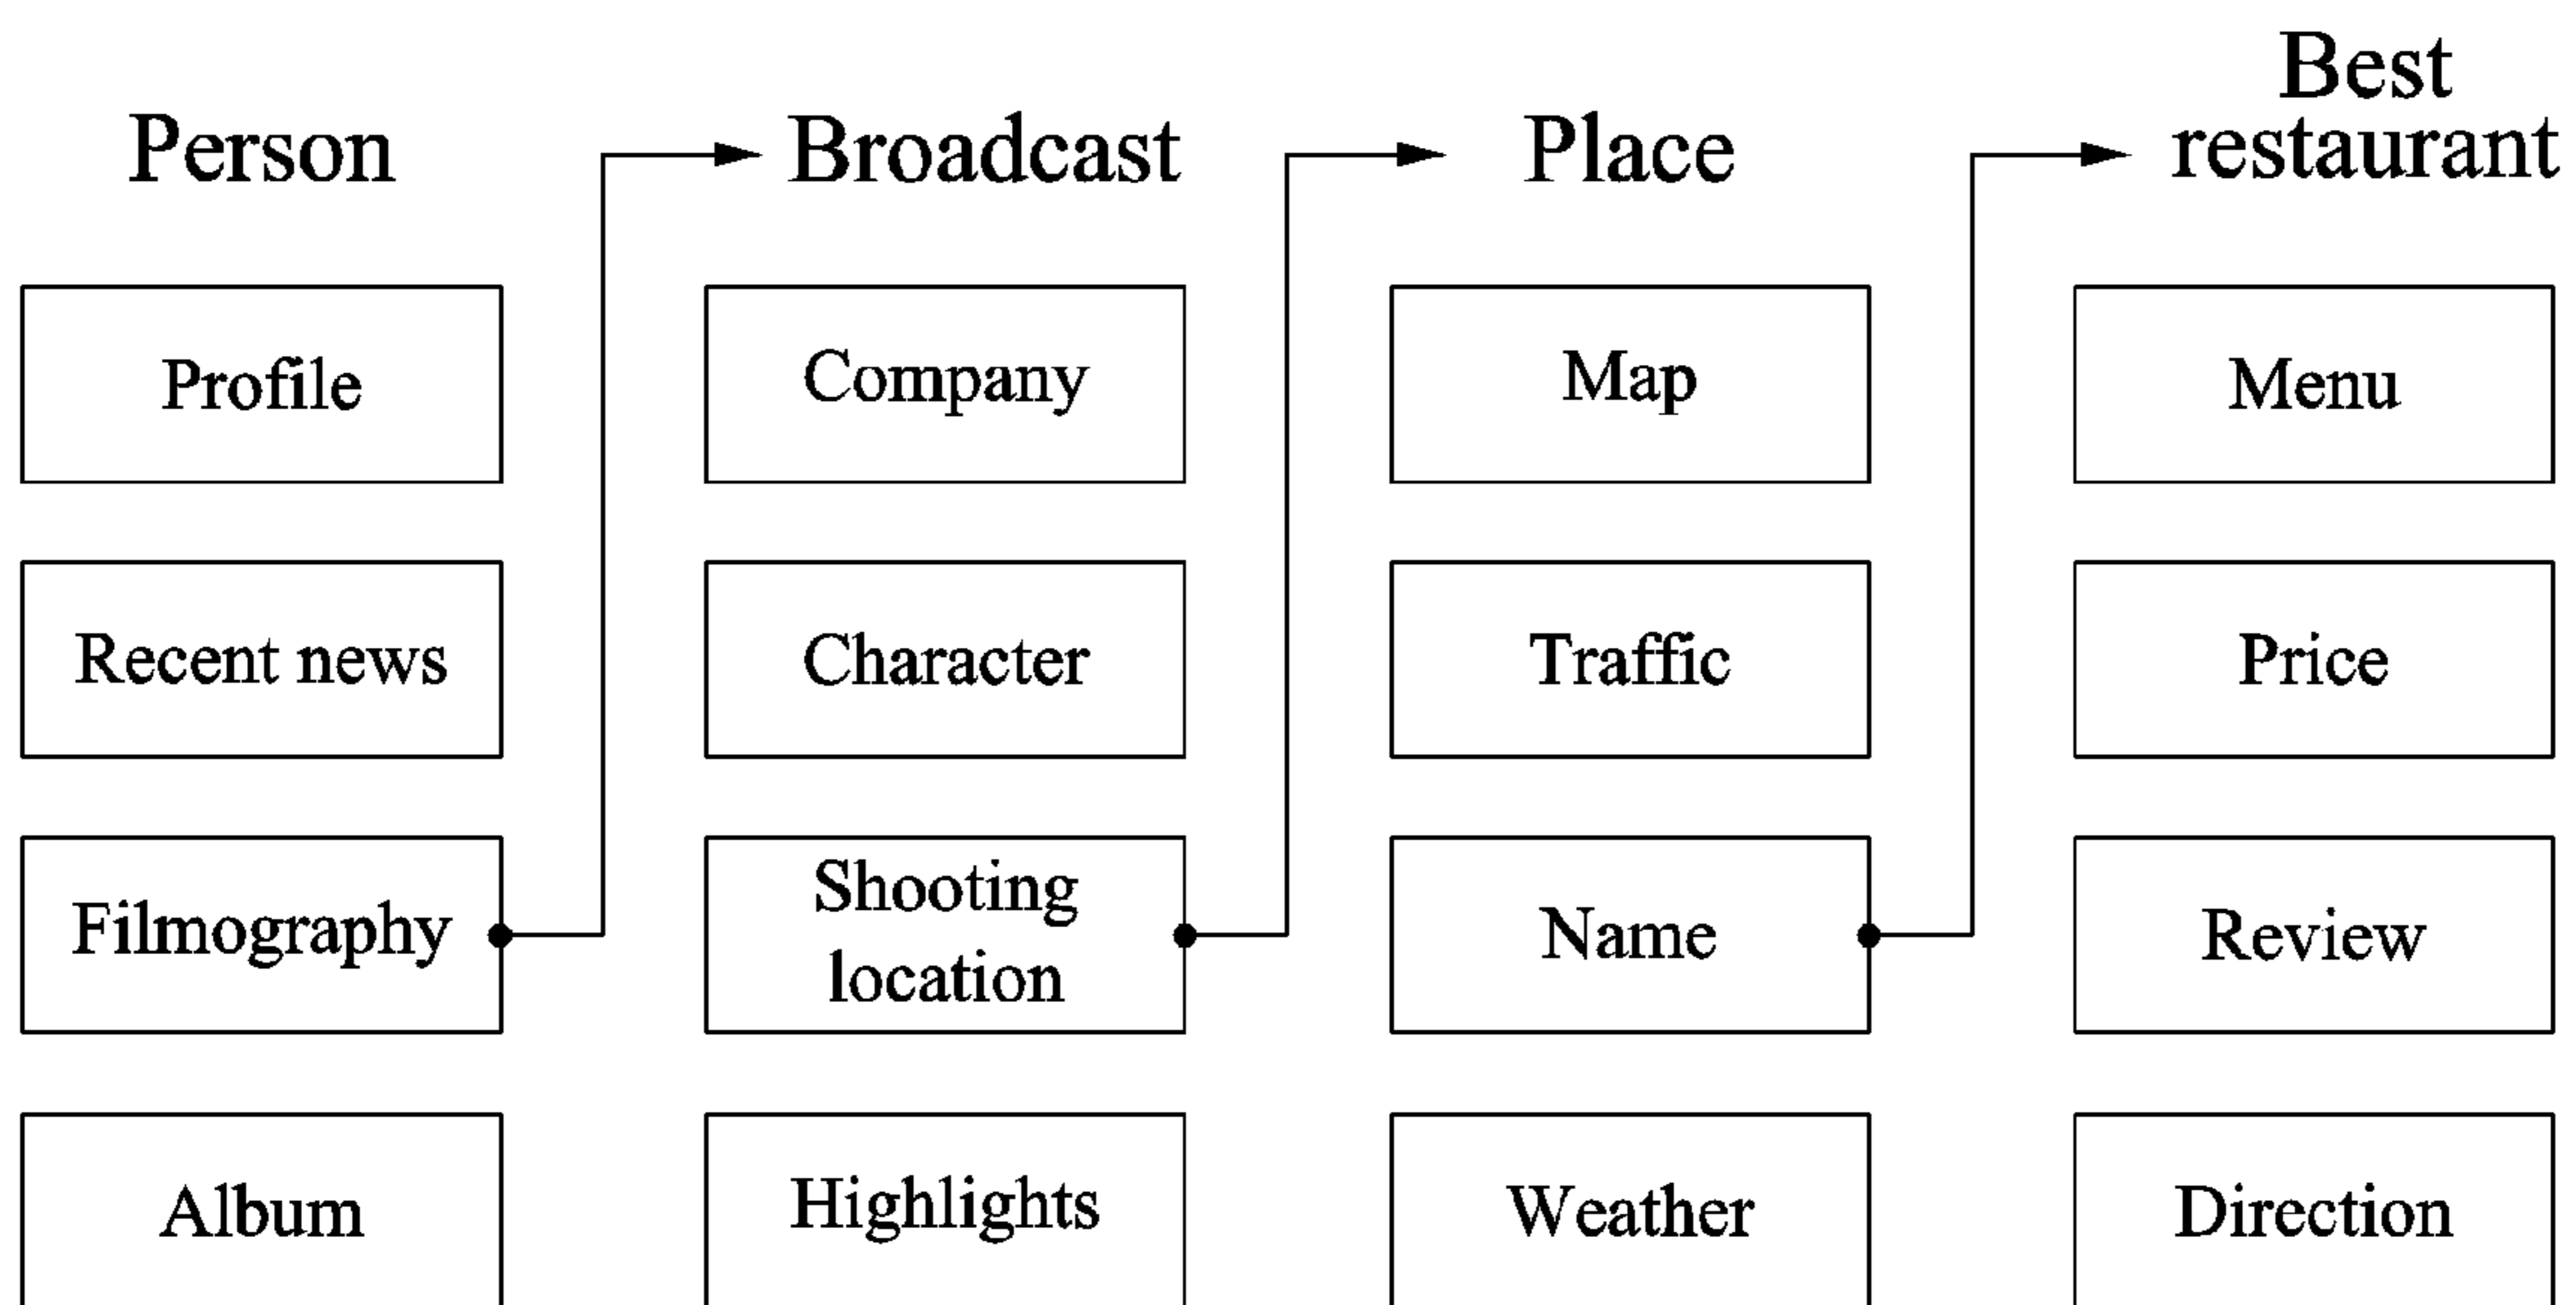 Person
Broadcast
Place
Best
restaurant
Profile
Company
Map
Menu
Recent news
Character
Traffic
Price
Filmography
Shooting
location
Name
Review
Album
Highlights
Weather
Direction